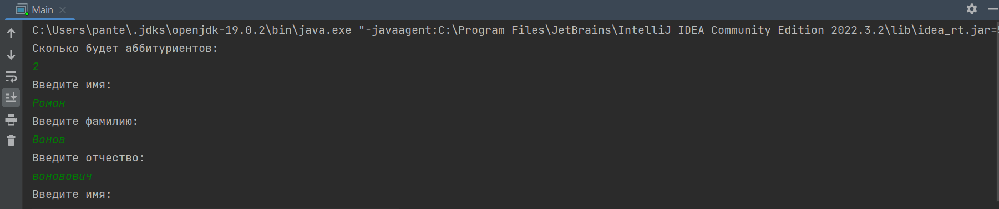 Main
C:\Users\pante\.jdks\openjdk-19.0.2\bin\java.exe "-javaagent:C:\Program Files\JetBrains\IntelliJ IDEA Community Edition 2022.3.2\lib\idea_rt.jar=
Сколько будет аббитуриентов:
2
Введите имя:
Роман
Введите фамилию:
Вонов
Введите отчество:
воновович
Введите имя: